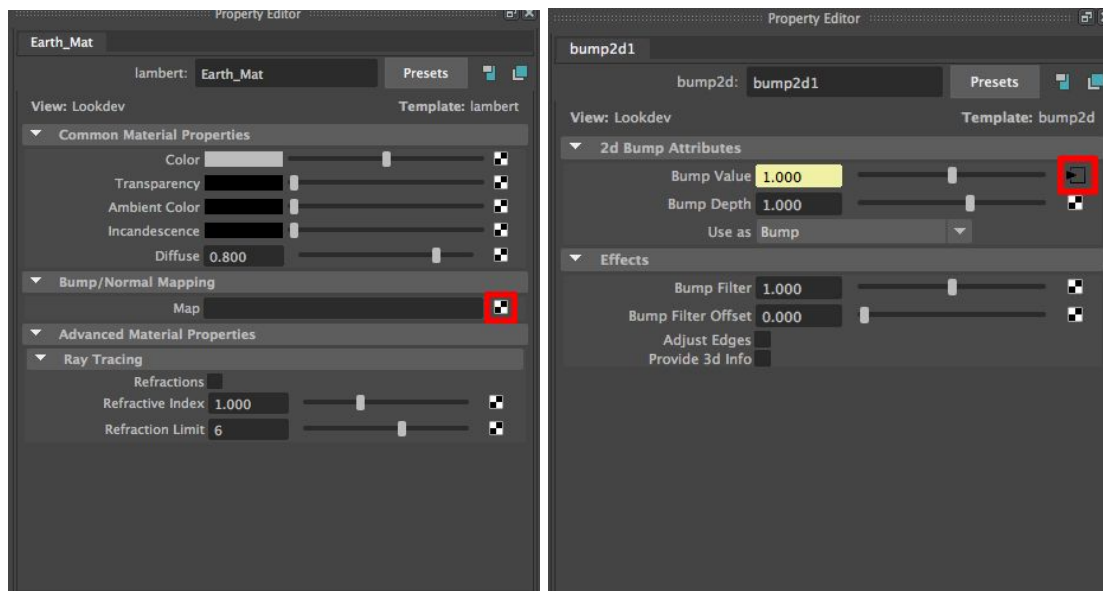 Property Editor
Earth_Mat
lambert: Earth_Mat Presets
View: Lookdev Template: lambert
Common Material Properties
Color
Transparency
Ambient Color
Incandescence
Diffuse 0.800
Bump/Normal Mapping
Map
Advanced Material Properties
Ray Tracing
Refractions
Refractive Index 1.000
Refraction Limit 6
Property Editor
bump2d1
bump2d: bump2d1 Presets
View: Lookdev Template: bump2d
2d Bump Attributes
Bump Value 1.000
Bump Depth 1.000
Use as Bump
Effects
Bump Filter 1.000
Bump Filter Offset 0.000
Adjust Edges
Provide 3d Info